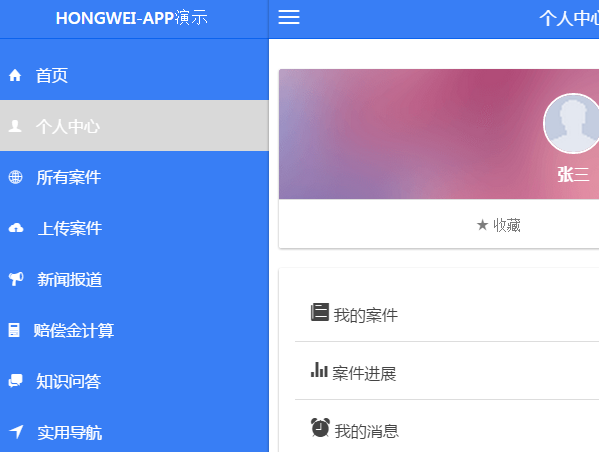 HONGWEI-APP演示
首页
个人中心
所有案件
上传案件
新闻报道
赔偿金计算
知识问答
实用导航
个人中心
张三
★ 收藏
我的案件
案件进展
我的消息